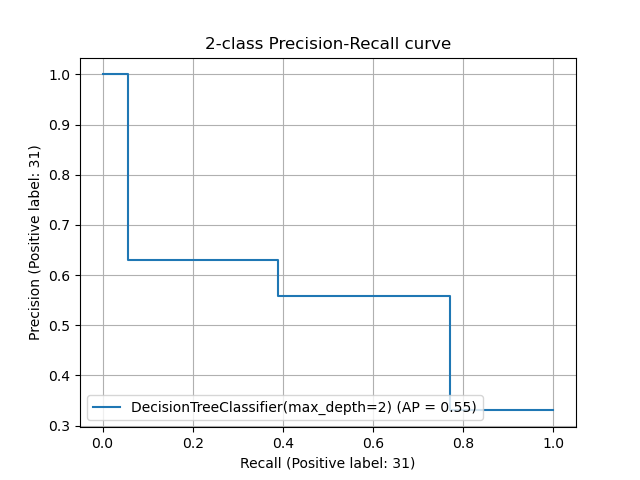 2-class Precision-Recall curve
1.0
0.9
0.8
0.7
0.6
0.5
0.4
0.3
Precision (Positive label: 31)
DecisionTreeClassifier(max_depth=2) (AP = 0.55)
0.0 0.2 0.4 0.6 0.8 1.0
Recall (Positive label: 31)